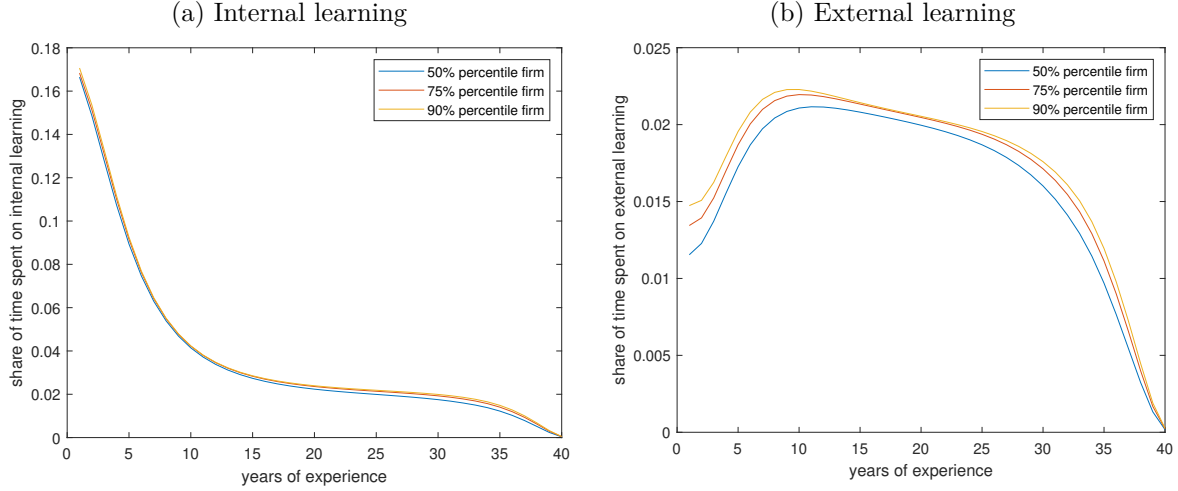 (a) Internal learning
0.18
0.16
0.14
0.12
0.1
0.08
0.06
0.04
0.02
0
share of time spent on internal learning
50% percentile firm
75% percentile firm
90% percentile firm
0 5 10 15 20 25 30 35 40
years of experience
(b) External learning
0.025
0.02
0.015
0.01
0.005
0
share of time spent on external learning
50% percentile firm
75% percentile firm
90% percentile firm
0 5 10 15 20 25 30 35 40
years of experience